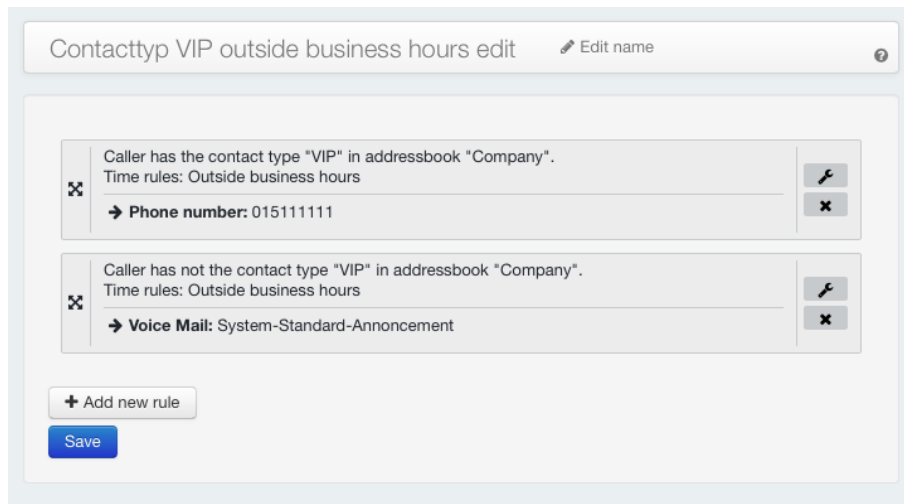 Contacttyp VIP outside business hours edit Edit name
Caller has the contact type "VIP" in addressbook "Company".
Time rules: Outside business hours
Phone number: 015111111
Caller has not the contact type "VIP" in addressbook "Company".
Time rules: Outside business hours
Voice Mail: System-Standard-Annoncement
Add new rule
Save